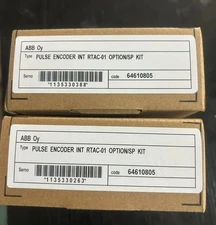 ABB Oy
Type PULSE ENCODER INT RTAC-01 OPTION/SP KIT
Serno *1135330388* code 64610805
ABB Oy
Type PULSE ENCODER INT RTAC-01 OPTION/SP KIT
Serno *1135330263* code 64610805